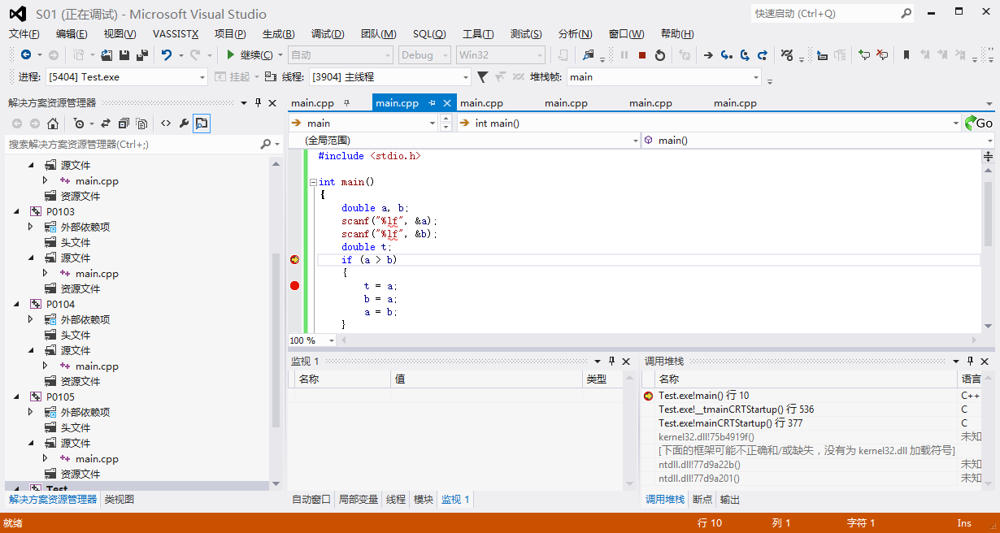 S01 (正在调试) - Microsoft Visual Studio
快速启动 (Ctrl+Q)
文件(F) 编辑(E) 视图(V) VASSISTX 项目(P) 生成(B) 调试(D) 团队(M) SQL(Q) 工具(T) 测试(S) 分析(N) 窗口(W) 帮助(H)
继续(C) 自动 Debug Win32
进程: [5404] Test.exe 挂起 线程: [3904] 主线程 堆栈帧: main
解决方案资源管理器
搜索解决方案资源管理器(Ctrl+;)
源文件
main.cpp
资源文件
P0103
外部依赖项
头文件
源文件
main.cpp
资源文件
P0104
外部依赖项
头文件
源文件
main.cpp
资源文件
P0105
外部依赖项
头文件
源文件
main.cpp
资源文件
Test
解决方案资源管理器 类视图
main.cpp main.cpp main.cpp main.cpp main.cpp main.cpp
main int main() Go
(全局范围) main()
#include <stdio.h>
int main()
{
double a, b;
scanf("%lf", &a);
scanf("%lf", &b);
double t;
if (a > b)
{
t = a;
b = a;
a = b;
}
100 %
监视 1
名称 值 类型
自动窗口 局部变量 线程 模块 监视 1
调用堆栈
名称 语言
Test.exe!main() 行 10 C++
Test.exe!__tmainCRTStartup() 行 536 C
Test.exe!mainCRTStartup() 行 377 C
kernel32.dll!75b4919f() 未知
[下面的框架可能不正确和/或缺失，没有为 kernel32.dll 加载符号]
ntdll.dll!77d9a22b() 未知
ntdll.dll!77d9a201() 未知
调用堆栈 断点 输出
就绪 行 10 列 1 字符 1 Ins